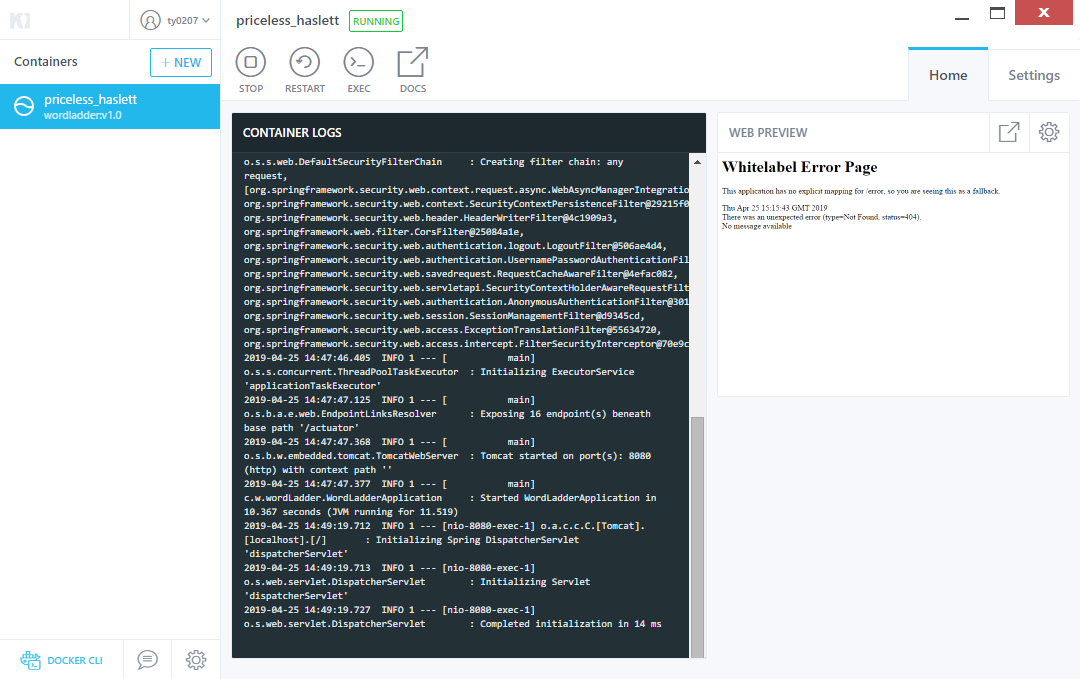 ty0207
Containers
+ NEW
priceless_haslett
wordladder:v1.0
DOCKER CLI
priceless_haslett RUNNING
STOP RESTART EXEC DOCS
Home Settings
CONTAINER LOGS
o.s.s.web.DefaultSecurityFilterChain : Creating filter chain: any
request,
[org.springframework.security.web.context.request.async.WebAsyncManagerIntegratio
org.springframework.security.web.context.SecurityContextPersistenceFilter@29215f0
org.springframework.security.web.header.HeaderWriterFilter@4c1909a3,
org.springframework.web.filter.CorsFilter@25084a1e,
org.springframework.security.web.authentication.logout.LogoutFilter@506ae4d4,
org.springframework.security.web.authentication.UsernamePasswordAuthenticationFil
org.springframework.security.web.savedrequest.RequestCacheAwareFilter@4efac082,
org.springframework.security.web.servletapi.SecurityContextHolderAwareRequestFilt
org.springframework.security.web.authentication.AnonymousAuthenticationFilter@301
org.springframework.security.web.session.SessionManagementFilter@d9345cd,
org.springframework.security.web.access.ExceptionTranslationFilter@55634720,
org.springframework.security.web.access.intercept.FilterSecurityInterceptor@70e9c
2019-04-25 14:47:46.405 INFO 1 --- [ main]
o.s.s.concurrent.ThreadPoolTaskExecutor : Initializing ExecutorService
'applicationTaskExecutor'
2019-04-25 14:47:47.125 INFO 1 --- [ main]
o.s.b.a.e.web.EndpointLinksResolver : Exposing 16 endpoint(s) beneath
base path '/actuator'
2019-04-25 14:47:47.368 INFO 1 --- [ main]
o.s.b.w.embedded.tomcat.TomcatWebServer : Tomcat started on port(s): 8080
(http) with context path ''
2019-04-25 14:47:47.377 INFO 1 --- [ main]
c.w.wordLadder.WordLadderApplication : Started WordLadderApplication in
10.367 seconds (JVM running for 11.519)
2019-04-25 14:49:19.712 INFO 1 --- [nio-8080-exec-1] o.a.c.c.C.[Tomcat].
[localhost].[/] : Initializing Spring DispatcherServlet
'dispatcherServlet'
2019-04-25 14:49:19.713 INFO 1 --- [nio-8080-exec-1]
o.s.web.servlet.DispatcherServlet : Initializing Servlet
'dispatcherServlet'
2019-04-25 14:49:19.727 INFO 1 --- [nio-8080-exec-1]
o.s.web.servlet.DispatcherServlet : Completed initialization in 14 ms
WEB PREVIEW
Whitelabel Error Page
This application has no explicit mapping for /error, so you are seeing this as a fallback.
Thu Apr 25 15:15:43 GMT 2019
There was an unexpected error (type=Not Found, status=404).
No message available